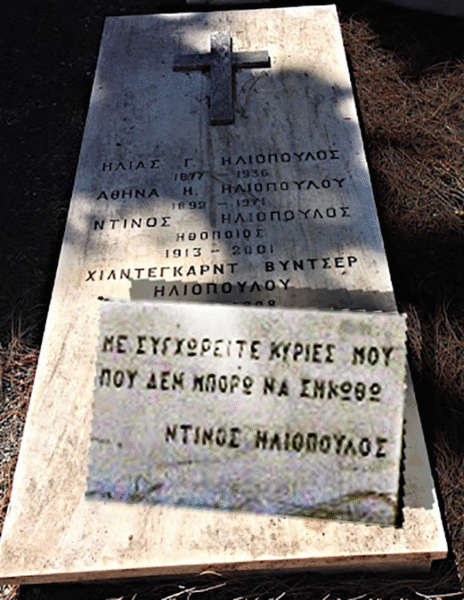 ΗΛΙΑΣ Γ. ΗΛΙΟΠΟΥΛΟΣ
1877 - 1936
ΑΘΗΝΑ Η. ΗΛΙΟΠΟΥΛΟΥ
1892 - 1971
ΝΤΙΝΟΣ ΗΛΙΟΠΟΥΛΟΣ
ΗΘΟΠΟΙΟΣ
1913 - 2001
ΧΙΛΝΤΕΓΚΑΡΝΤ ΒΥΝΤΣΕΡ
ΗΛΙΟΠΟΥΛΟΥ
ΜΕ ΣΥΓΧΩΡΕΙΤΕ ΚΥΡΙΕΣ ΜΟΥ
ΠΟΥ ΔΕΝ ΜΠΟΡΩ ΝΑ ΣΗΚΩΘΩ
ΝΤΙΝΟΣ ΗΛΙΟΠΟΥΛΟΣ